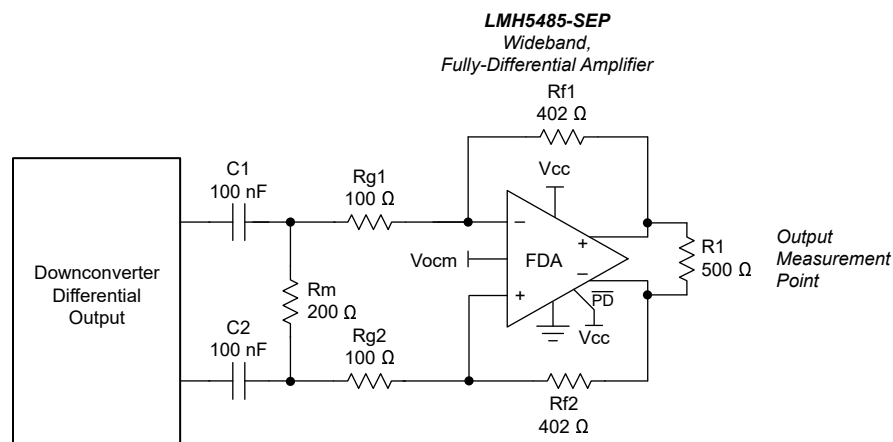 LMH5485-SEP
Wideband,
Fully-Differential Amplifier
Rf1
402 Ω
C1
100 nF
Rg1
100 Ω
Vcc
−
+
Vocm
FDA
−
+
PD
Vcc
R1
500 Ω
Output
Measurement
Point
Downconverter
Differential
Output
Rm
200 Ω
C2
100 nF
Rg2
100 Ω
Rf2
402 Ω